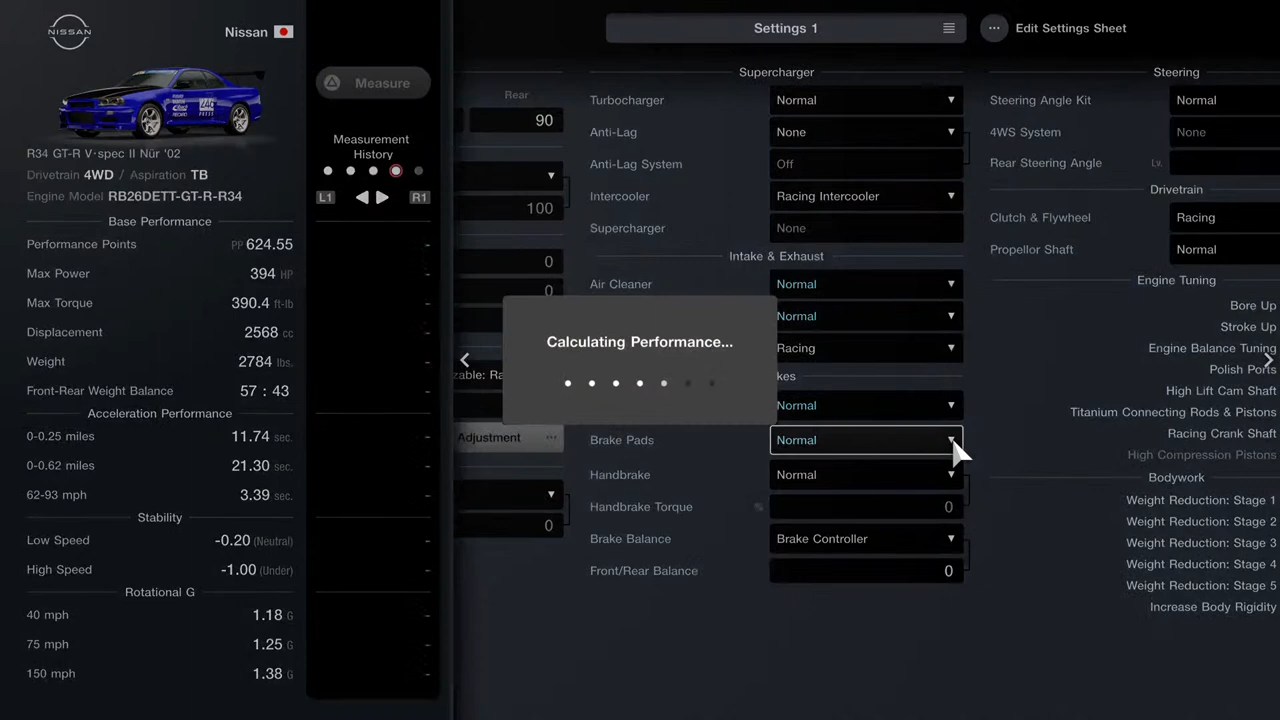 NISSAN
Nissan
R34 GT-R V·spec II Nür '02
Drivetrain 4WD / Aspiration TB
Engine Model RB26DETT-GT-R-R34
Base Performance
Performance Points PP 624.55
Max Power 394 HP
Max Torque 390.4 ft-lb
Displacement 2568 cc
Weight 2784 lbs.
Front-Rear Weight Balance 57 : 43
Acceleration Performance
0-0.25 miles 11.74 sec.
0-0.62 miles 21.30 sec.
62-93 mph 3.39 sec.
Stability
Low Speed -0.20 (Neutral)
High Speed -1.00 (Under)
Rotational G
40 mph 1.18 G
75 mph 1.25 G
150 mph 1.38 G
Measure
Measurement
History
L1 R1
Settings 1
Edit Settings Sheet
Rear
90
100
0
0
zable: Ra
Adjustment ...
0
Supercharger
Turbocharger Normal
Anti-Lag None
Anti-Lag System Off
Intercooler Racing Intercooler
Supercharger None
Intake & Exhaust
Air Cleaner Normal
Normal
Racing
kes
Normal
Brake Pads Normal
Handbrake Normal
Handbrake Torque % 0
Brake Balance Brake Controller
Front/Rear Balance 0
Calculating Performance...
Steering
Steering Angle Kit Normal
4WS System None
Rear Steering Angle Lv.
Drivetrain
Clutch & Flywheel Racing
Propellor Shaft Normal
Engine Tuning
Bore Up
Stroke Up
Engine Balance Tuning
Polish Ports
High Lift Cam Shaft
Titanium Connecting Rods & Pistons
Racing Crank Shaft
High Compression Pistons
Bodywork
Weight Reduction: Stage 1
Weight Reduction: Stage 2
Weight Reduction: Stage 3
Weight Reduction: Stage 4
Weight Reduction: Stage 5
Increase Body Rigidity